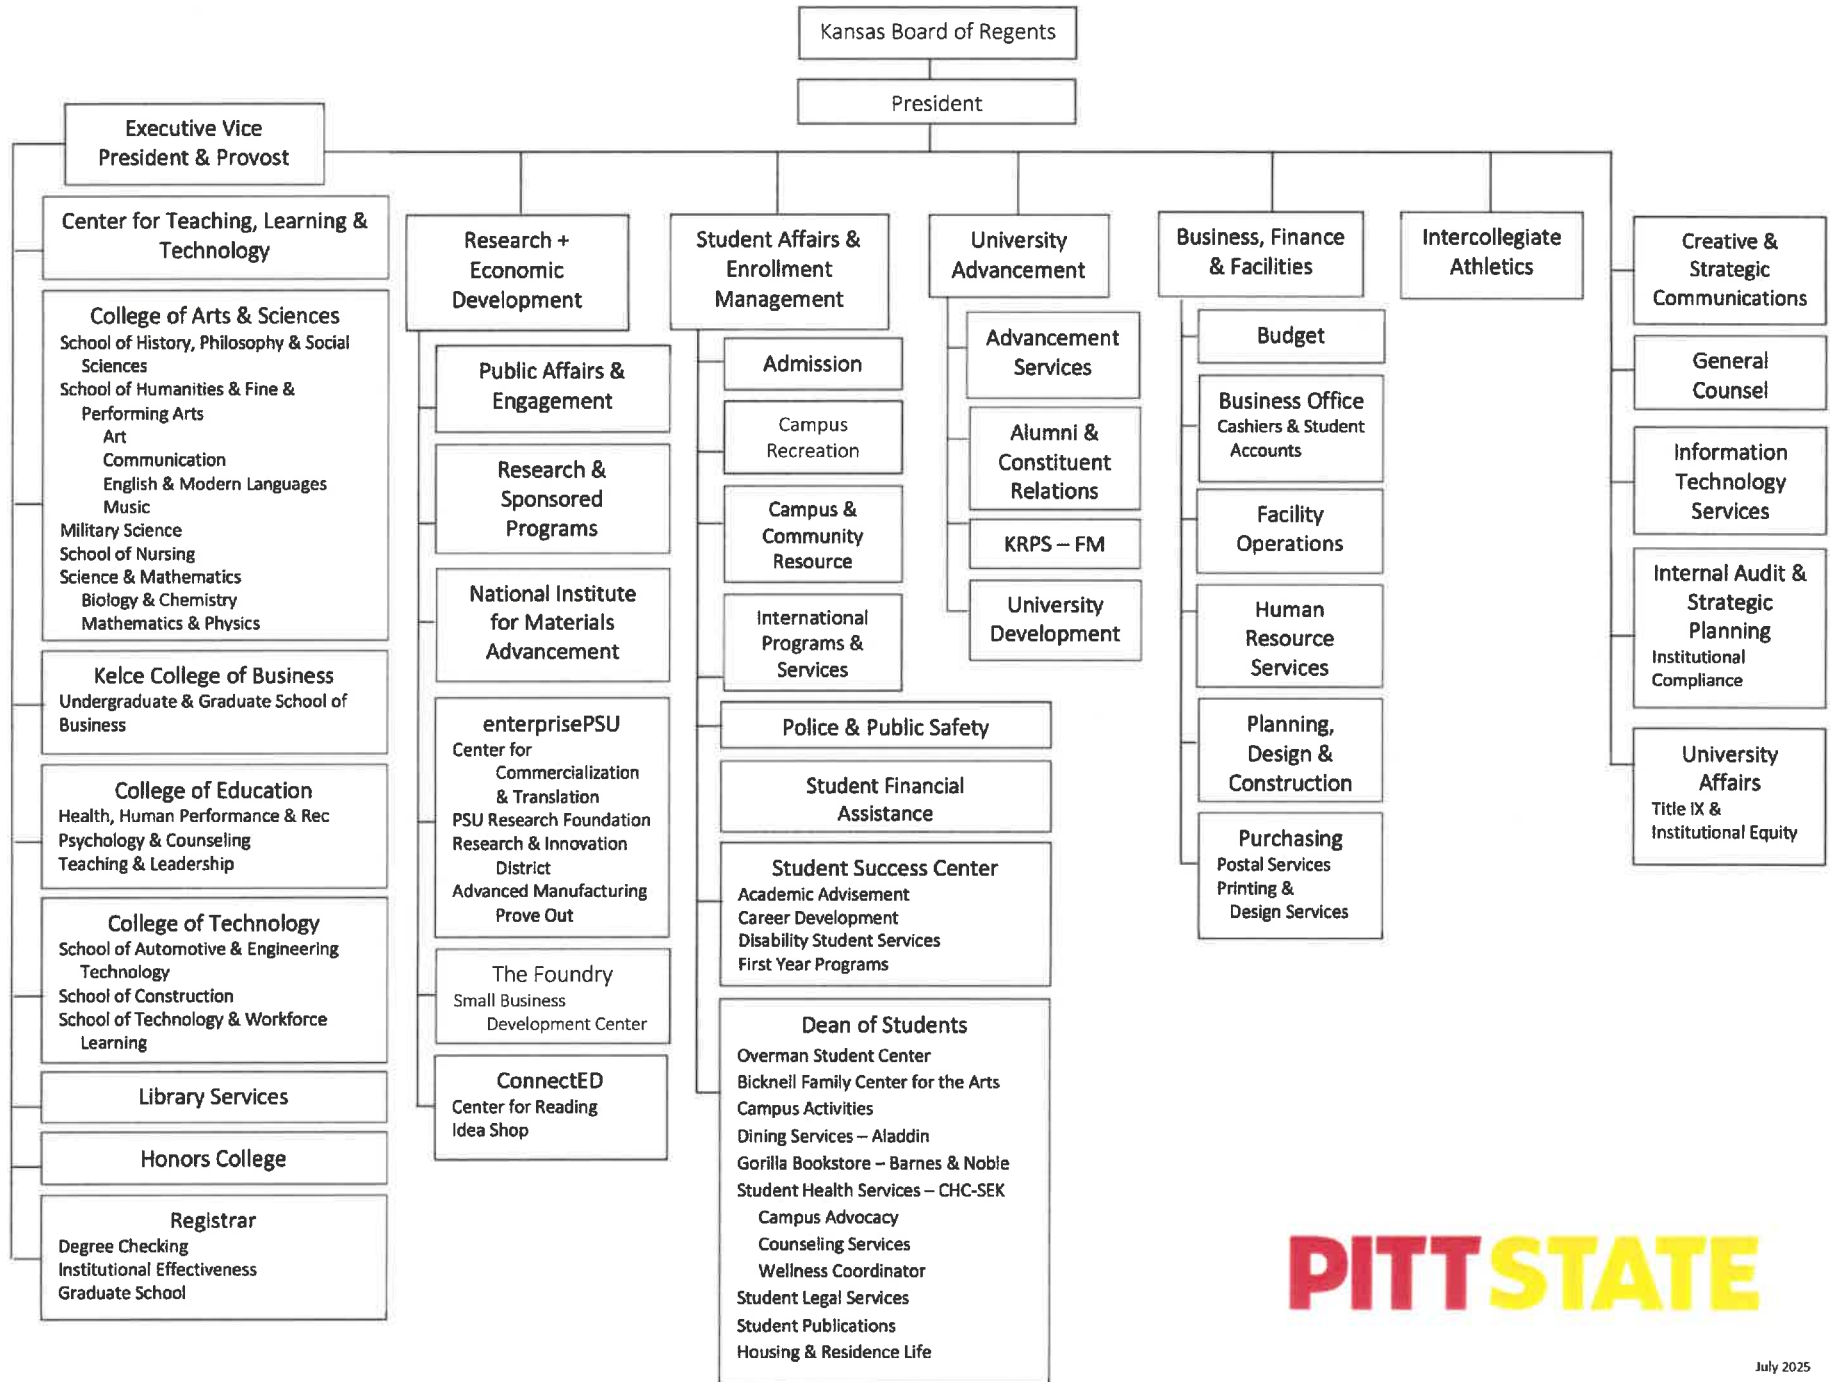 Kansas Board of Regents
President
Executive Vice
President & Provost
Center for Teaching, Learning &
Technology
College of Arts & Sciences
School of History, Philosophy & Social
Sciences
School of Humanities & Fine &
Performing Arts
Art
Communication
English & Modern Languages
Music
Military Science
School of Nursing
Science & Mathematics
Biology & Chemistry
Mathematics & Physics
Kelce College of Business
Undergraduate & Graduate School of
Business
College of Education
Health, Human Performance & Rec
Psychology & Counseling
Teaching & Leadership
College of Technology
School of Automotive & Engineering
Technology
School of Construction
School of Technology & Workforce
Learning
Library Services
Honors College
Registrar
Degree Checking
Institutional Effectiveness
Graduate School
Research +
Economic
Development
Public Affairs &
Engagement
Research &
Sponsored
Programs
National Institute
for Materials
Advancement
enterprisePSU
Center for
Commercialization
& Translation
PSU Research Foundation
Research & Innovation
District
Advanced Manufacturing
Prove Out
The Foundry
Small Business
Development Center
ConnectED
Center for Reading
Idea Shop
Student Affairs &
Enrollment
Management
Admission
Campus
Recreation
Campus &
Community
Resource
International
Programs &
Services
Police & Public Safety
Student Financial
Assistance
Student Success Center
Academic Advisement
Career Development
Disability Student Services
First Year Programs
Dean of Students
Overman Student Center
Bicknell Family Center for the Arts
Campus Activities
Dining Services – Aladdin
Gorilla Bookstore – Barnes & Noble
Student Health Services – CHC-SEK
Campus Advocacy
Counseling Services
Wellness Coordinator
Student Legal Services
Student Publications
Housing & Residence Life
University
Advancement
Advancement
Services
Alumni &
Constituent
Relations
KRPS – FM
University
Development
Business, Finance
& Facilities
Budget
Business Office
Cashiers & Student
Accounts
Facility
Operations
Human
Resource
Services
Planning,
Design &
Construction
Purchasing
Postal Services
Printing &
Design Services
Intercollegiate
Athletics
Creative &
Strategic
Communications
General
Counsel
Information
Technology
Services
Internal Audit &
Strategic
Planning
Institutional
Compliance
University
Affairs
Title IX &
Institutional Equity
PITT STATE
July 2025